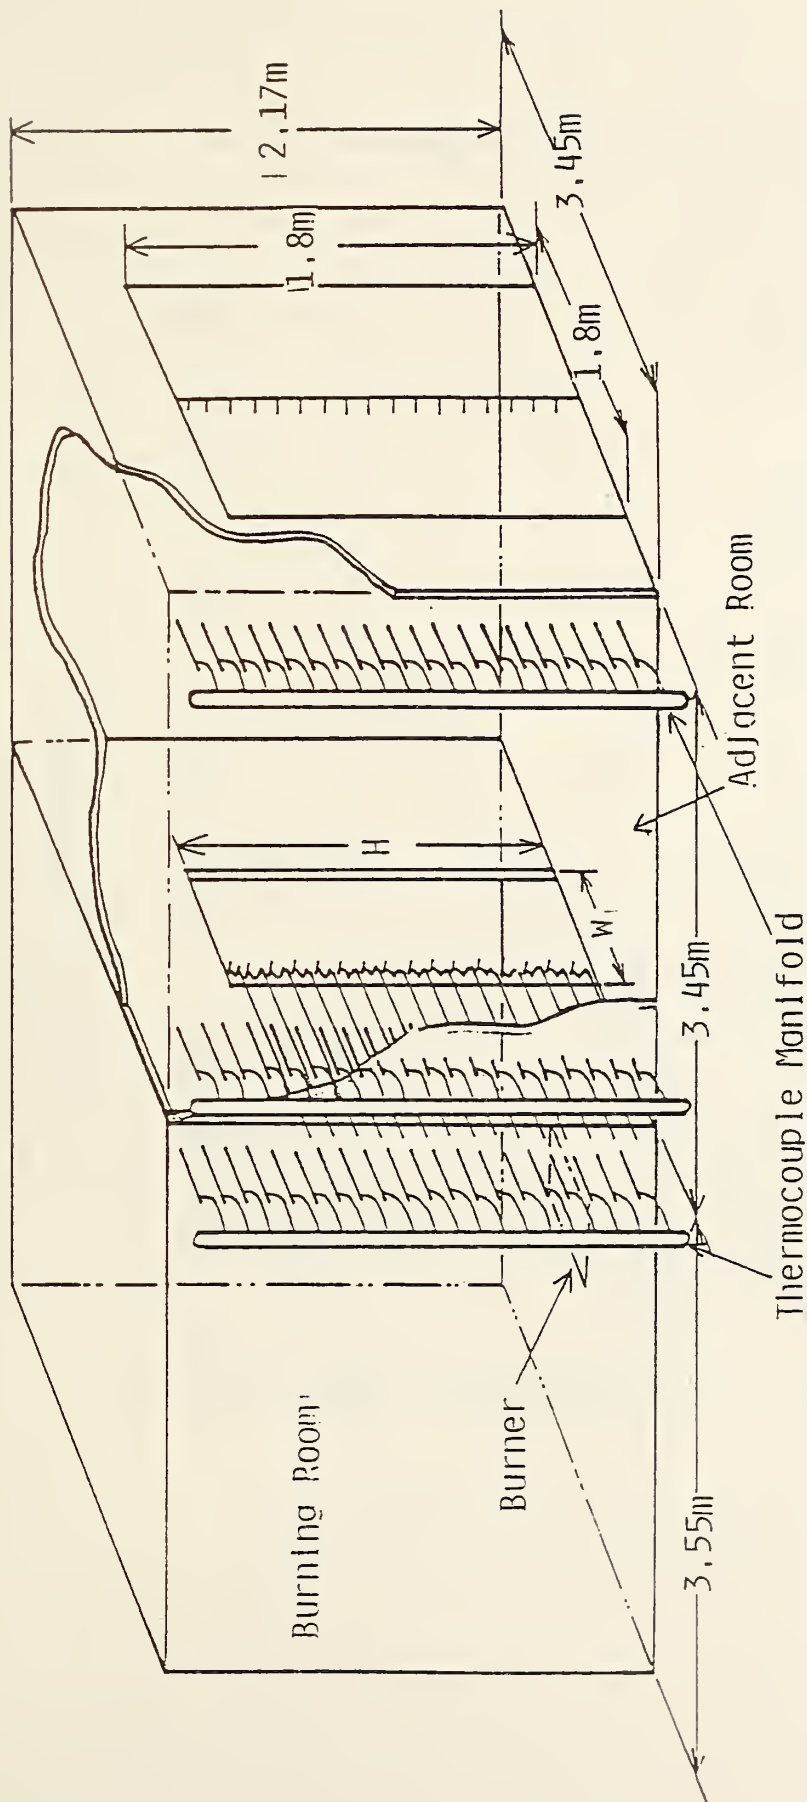 2.17m
1.8m
3.45m
1.8m
H
W₁
Adjacent Room
3.45m
Thermocouple Manifold
Burning Room
Burner
3.55m